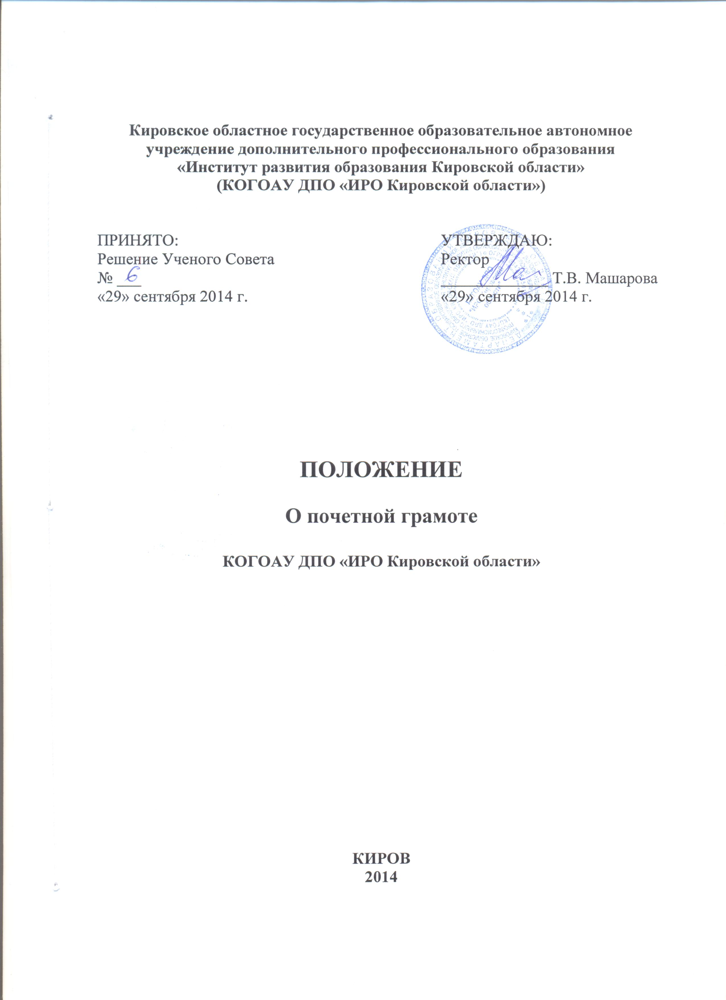 Кировское областное государственное образовательное автономное
учреждение дополнительного профессионального образования
«Институт развития образования Кировской области»
(КОГОАУ ДПО «ИРО Кировской области»)
ПРИНЯТО:
Решение Ученого Совета
№ 6
«29» сентября 2014 г.
УТВЕРЖДАЮ:
Ректор
Т.В. Машарова
«29» сентября 2014 г.
ПОЛОЖЕНИЕ
О почетной грамоте
КОГОАУ ДПО «ИРО Кировской области»
КИРОВ
2014